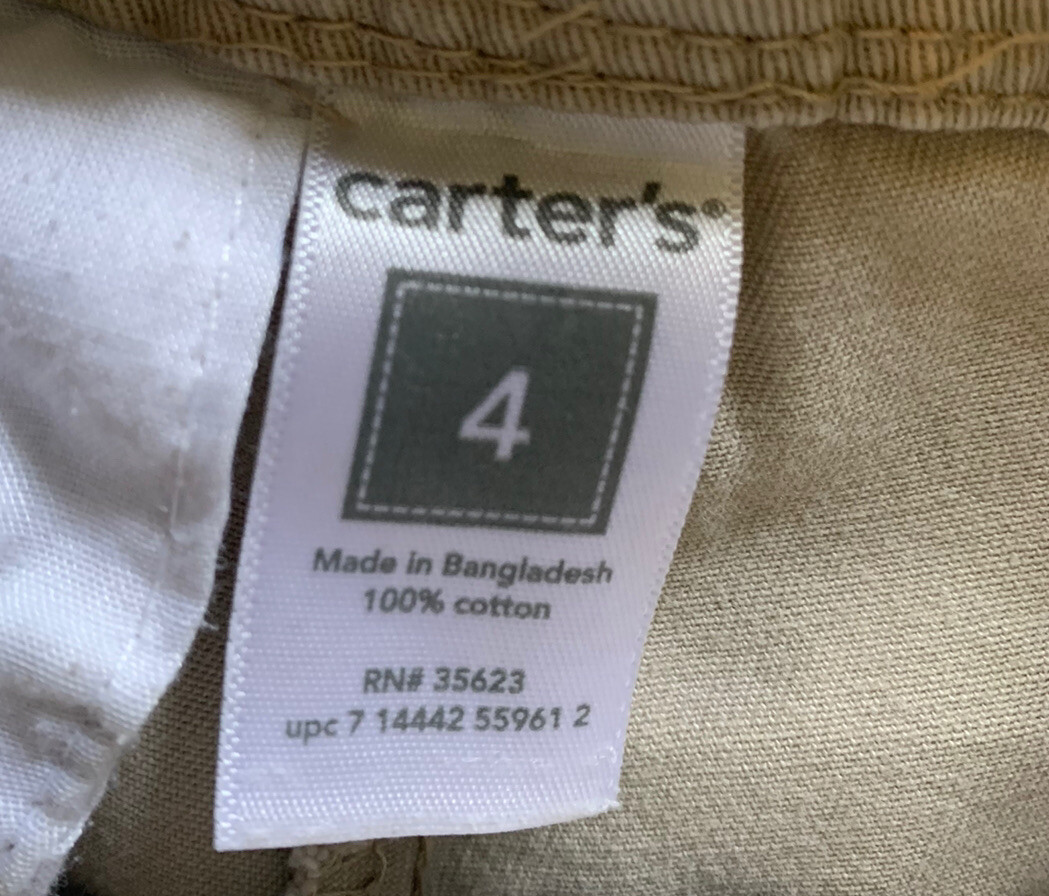 carter's®
4
Made in Bangladesh
100% cotton
RN# 35623
upc 7 14442 55961 2